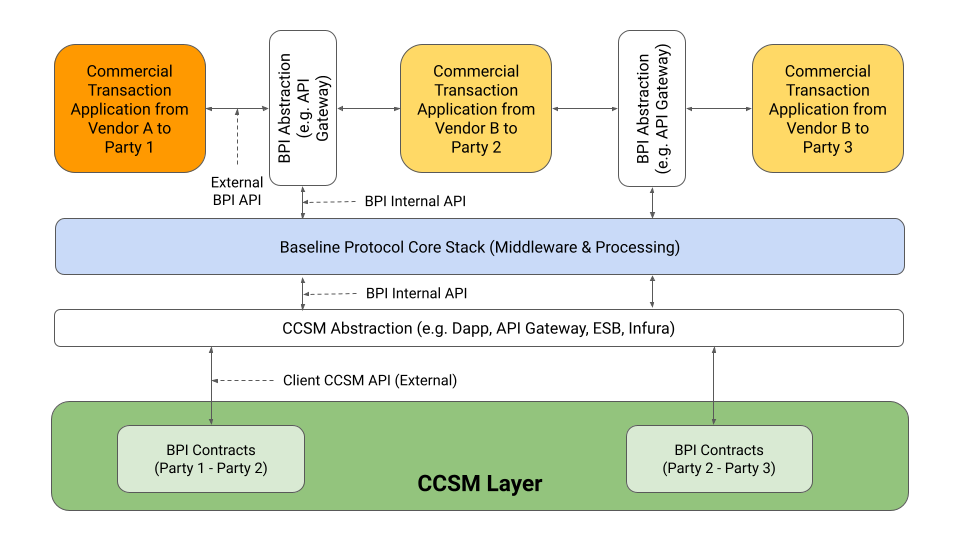 Commercial
Transaction
Application from
Vendor A to
Party 1
BPI Abstraction
(e.g. API
Gateway)
Commercial
Transaction
Application from
Vendor B to
Party 2
BPI Abstraction
(e.g. API Gateway)
Commercial
Transaction
Application from
Vendor B to
Party 3
External
BPI API
BPI Internal API
Baseline Protocol Core Stack (Middleware & Processing)
BPI Internal API
CCSM Abstraction (e.g. Dapp, API Gateway, ESB, Infura)
Client CCSM API (External)
BPI Contracts
(Party 1 - Party 2)
BPI Contracts
(Party 2 - Party 3)
CCSM Layer